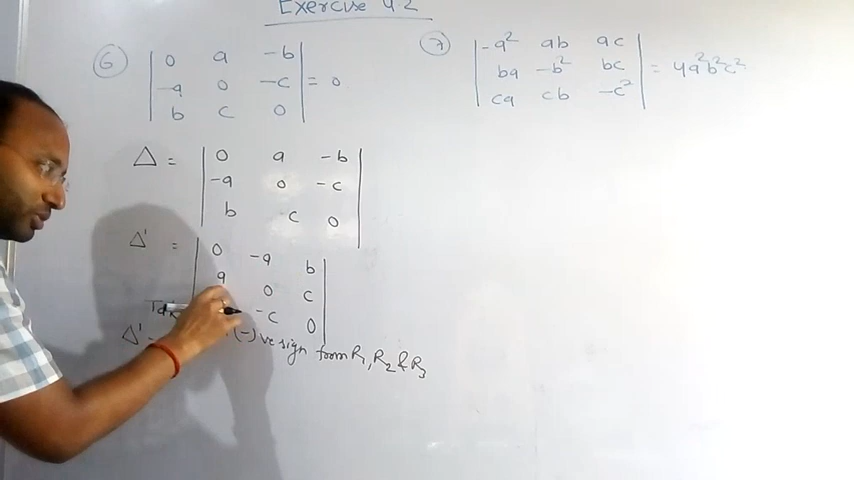 Exercise 4.2
6 | 0 a -b | = 0
| -a 0 -c |
| b c 0 |
7 | -a² ab ac | = 4a²b²c²
| ba -b² bc |
| ca cb -c² |
Δ = | 0 a -b |
| -a 0 -c |
| b c 0 |
Δ' = | 0 -a b |
| a 0 c |
| -c 0 |
(-)ve sign from R₁, R₂ & R₃
Δ'